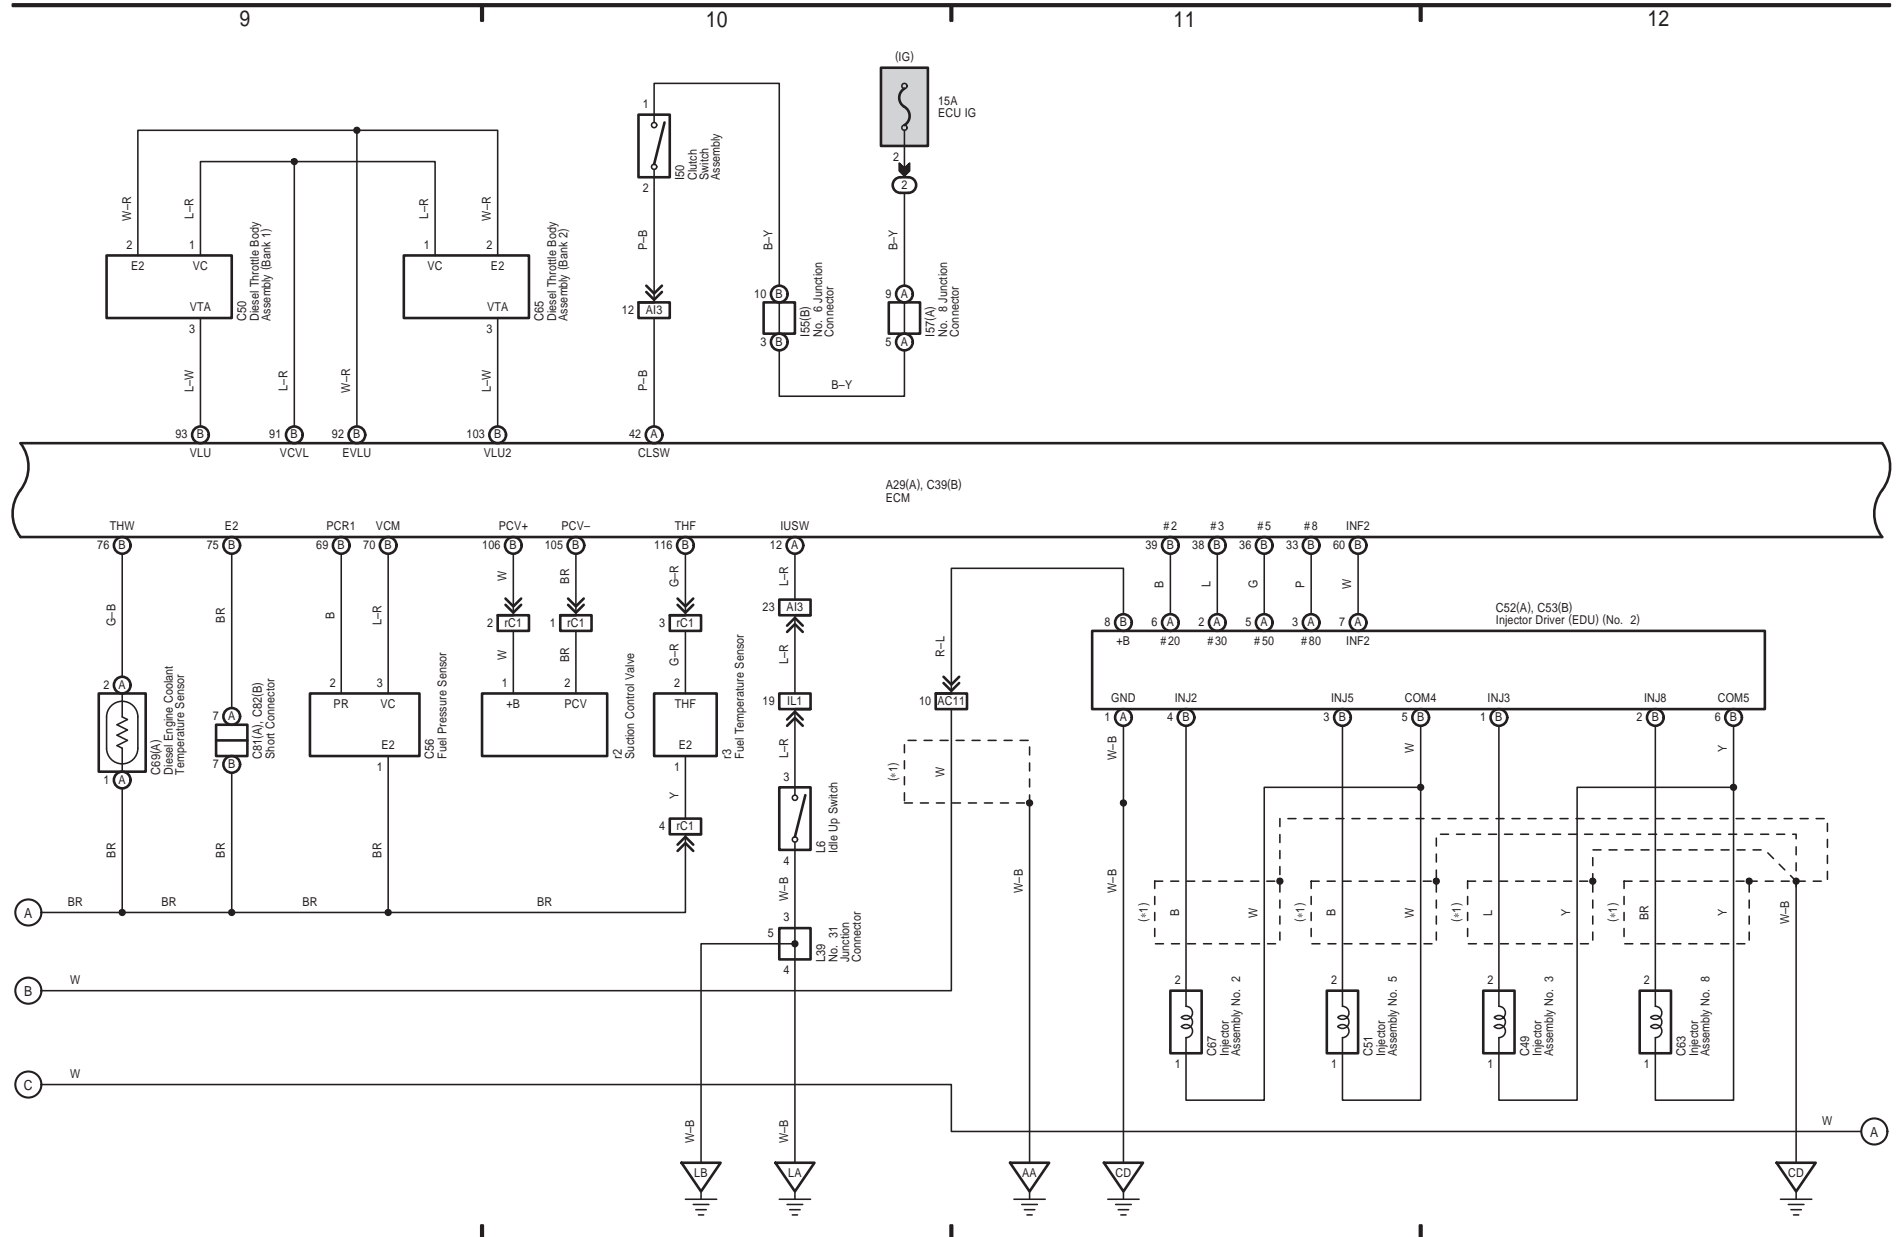 9 10 11 12
(IG)
15A
ECU IG
2
2
1
I50
Clutch
Switch
Assembly
2
W–R L–R L–R W–R
2 1 1 2
E2 VC VC E2
VTA VTA
3 3
C50
Diesel Throttle Body
Assembly (Bank 1)
C65
Diesel Throttle Body
Assembly (Bank 2)
P–B B–Y B–Y
12 AI3
10 B
I55(B)
No. 6 Junction
Connector
3 B
9 A
I57(A)
No. 8 Junction
Connector
5 A
L–W L–R W–R L–W P–B B–Y
93 B 91 B 92 B 103 B 42 A
VLU VCVL EVLU VLU2 CLSW
A29(A), C39(B)
ECM
THW E2 PCR1 VCM PCV+ PCV– THF IUSW #2 #3 #5 #8 INF2
76 B 75 B 69 B 70 B 106 B 105 B 116 B 12 A 39 B 38 B 36 B 33 B 60 B
G–B BR B L–R W BR G–R L–R B L G P W
2 rC1 1 rC1 3 rC1 23 AI3
W BR G–R L–R R–L
C52(A), C53(B)
Injector Driver (EDU) (No. 2)
8 B 6 A 2 A 5 A 3 A 7 A
+B #20 #30 #50 #80 INF2
GND INJ2 INJ5 COM4 INJ3 INJ8 COM5
1 A 4 B 3 B 5 B 1 B 2 B 6 B
2 A
C69(A)
Diesel Engine Coolant
Temperature Sensor
1 A
7 A
C81(A), C82(B)
Short Connector
7 B
2 3
PR VC
E2
1
C56
Fuel Pressure Sensor
1 2
+B PCV
r2
Suction Control Valve
2
THF
E2
1
r3
Fuel Temperature Sensor
Y
4 rC1
19 IL1
L–R
3
L6
Idle Up Switch
4
W–B
3
5
L39
No. 31
Junction
Connector
4
10 AC11
(*1) W
W–B W Y
BR BR BR
A BR BR BR BR
W–B W–B
(*1) B W (*1) B W (*1) L Y (*1) BR Y W–B
B W
2
C67
Injector
Assembly No. 2
1
2
C51
Injector
Assembly No. 5
1
2
C49
Injector
Assembly No. 3
1
2
C63
Injector
Assembly No. 8
1
C W
W–B W–B
W A
LB LA AA CD CD